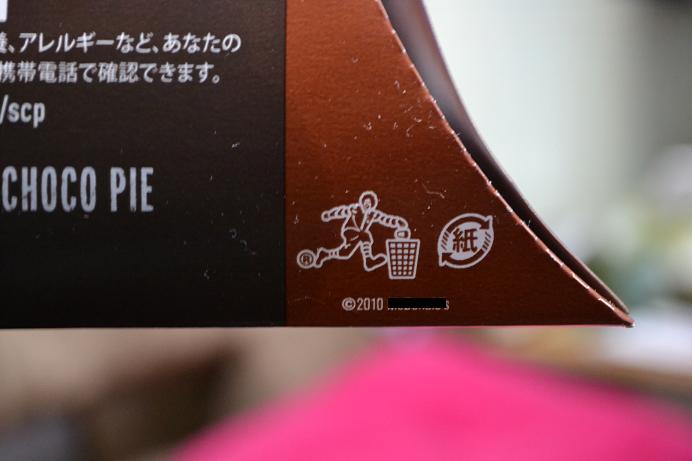 、アレルギーなど、あなたの
携帯電話で確認できます。
/scp
CHOCO PIE
®
紙
©2010